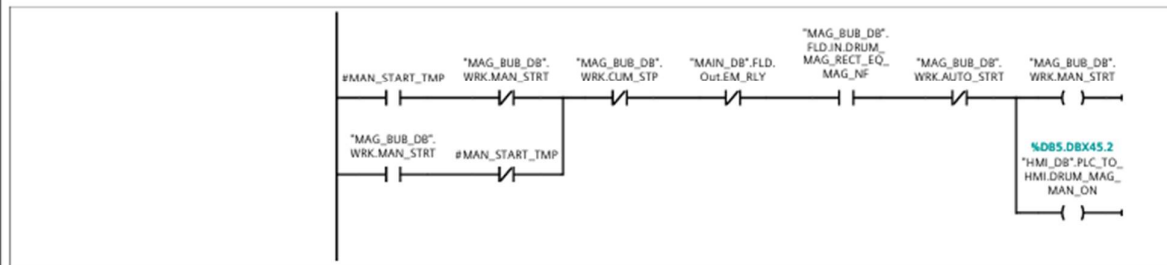 #MAN_START_TMP
"MAG_BUB_DB".
WRK.MAN_STRT
"MAG_BUB_DB".
WRK.CUM_STP
"MAIN_DB".FLD.
Out.EM_RLY
"MAG_BUB_DB".
FLD.IN.DRUM_
MAG_RECT_EQ_
MAG_NF
"MAG_BUB_DB".
WRK.AUTO_STRT
"MAG_BUB_DB".
WRK.MAN_STRT
"MAG_BUB_DB".
WRK.MAN_STRT
#MAN_START_TMP
%DB5.DBX45.2
"HMI_DB".PLC_TO_
HMI.DRUM_MAG_
MAN_ON